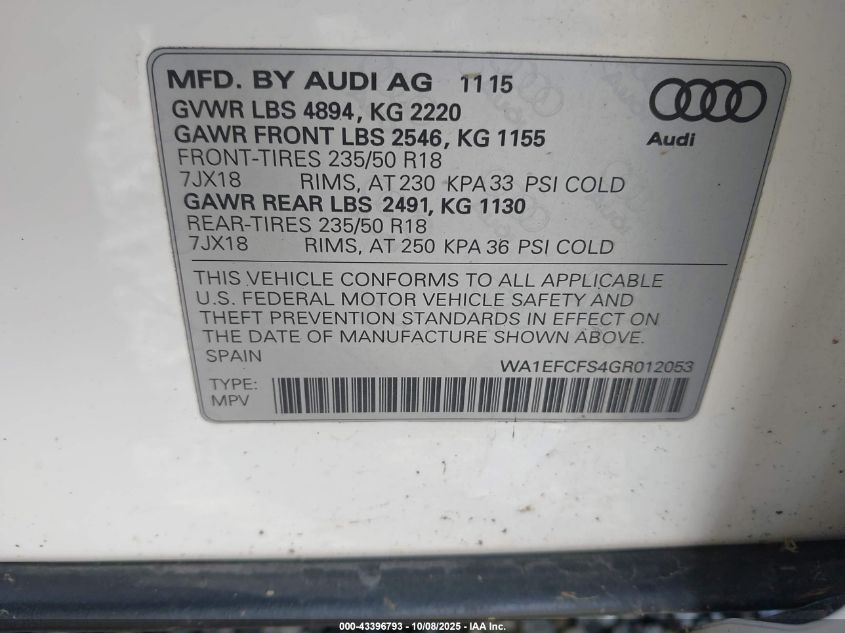 MFD. BY AUDI AG 11 15
GVWR LBS 4894, KG 2220
GAWR FRONT LBS 2546, KG 1155
FRONT-TIRES 235/50 R18
7JX18 RIMS, AT 230 KPA 33 PSI COLD
GAWR REAR LBS 2491, KG 1130
REAR-TIRES 235/50 R18
7JX18 RIMS, AT 250 KPA 36 PSI COLD
Audi
THIS VEHICLE CONFORMS TO ALL APPLICABLE
U.S. FEDERAL MOTOR VEHICLE SAFETY AND
THEFT PREVENTION STANDARDS IN EFFECT ON
THE DATE OF MANUFACTURE SHOWN ABOVE.
SPAIN
WA1EFCFS4GR012053
TYPE:
MPV
000-43396793 - 10/08/2025 - IAA Inc.